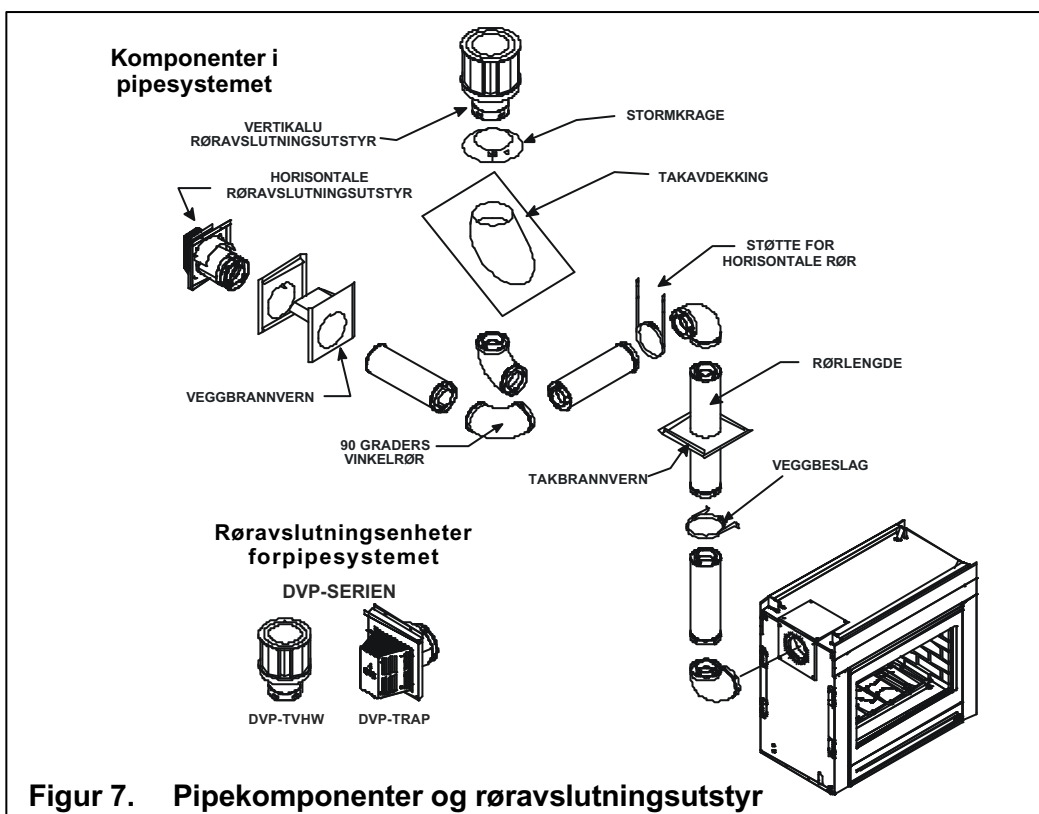 Komponenter i
pipesystemet
VERTIKALU
RØRAVSLUTNINGSUTSTYR
STORMKRAGE
HORISONTALE
RØRAVSLUTNINGSUTSTYR
TAKAVDEKKING
STØTTE FOR
HORISONTALE RØR
RØRLENGDE
VEGGBRANNVERN
90 GRADERS
VINKELRØR
TAKBRANNVERN
VEGGBESLAG
Røravslutningsenheter
forpipesystemet
DVP-SERIEN
DVP-TVHW
DVP-TRAP
Figur 7. Pipekomponenter og røravslutningsutstyr